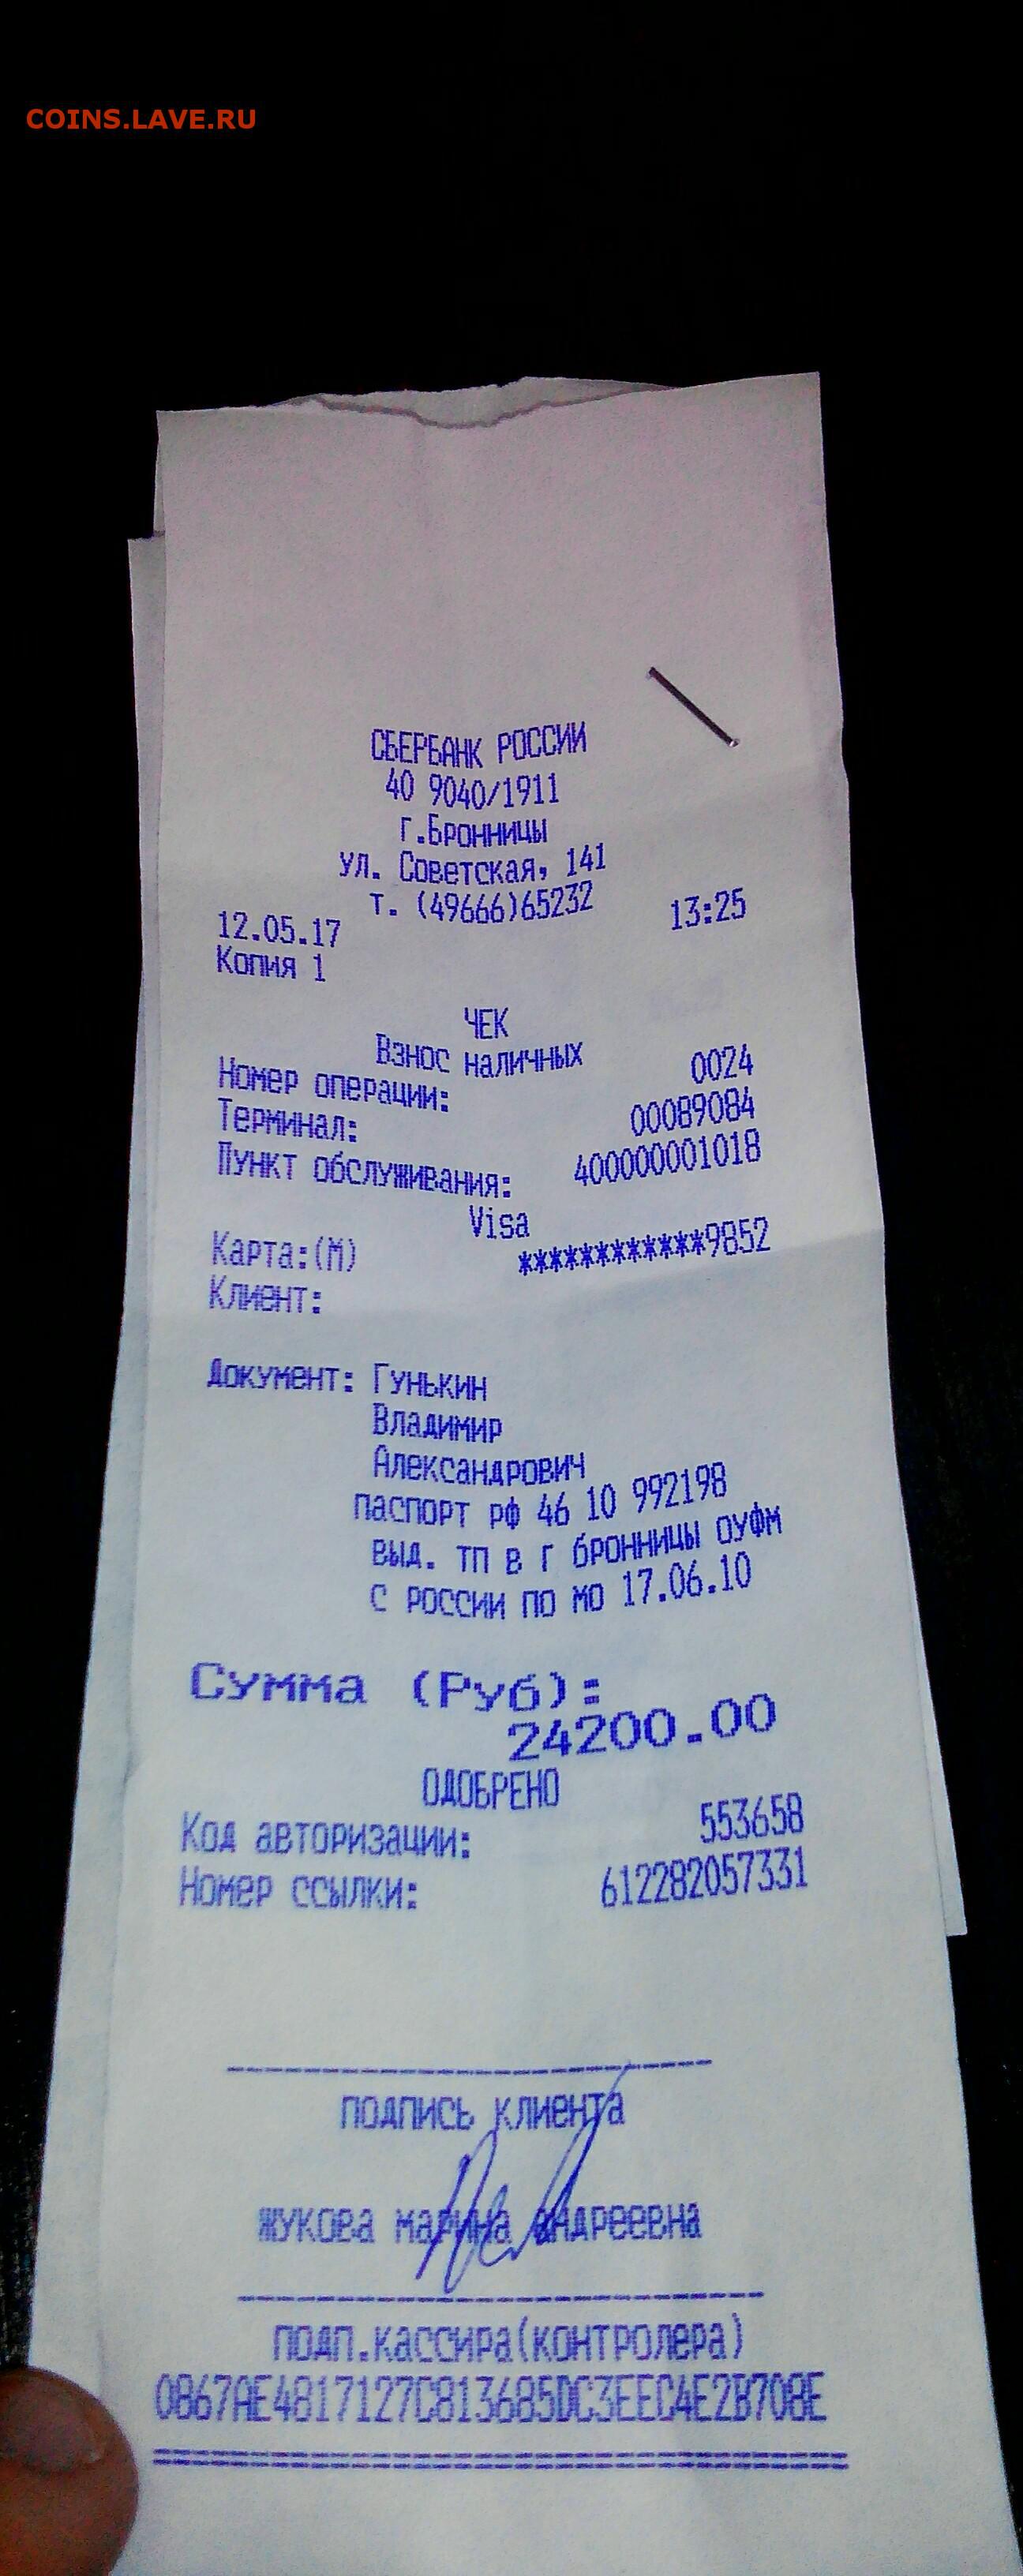 COINS.LAVE.RU
СБЕРБАНК РОССИИ
40 9040/1911
г.Бронницы
ул. Советская, 141
т. (49666)65232
12.05.17 13:25
Копия 1
ЧЕК
Взнос наличных
Номер операции: 0024
Терминал: 00089084
Пункт обслуживания: 400000001018
Visa
Карта:(М) ************9852
Клиент:
Документ: Гунькин
Владимир
Александрович
паспорт рф 46 10 992198
выд. тп в г бронницы оуфм
с россии по мо 17.06.10
Сумма (Руб):
24200.00
ОДОБРЕНО
Код авторизации: 553658
Номер ссылки: 612282057331
подпись клиента
жукова марина андреевна
подп.кассира(контролера)
0867AE4817127C813685DC3EEC4E2B708E